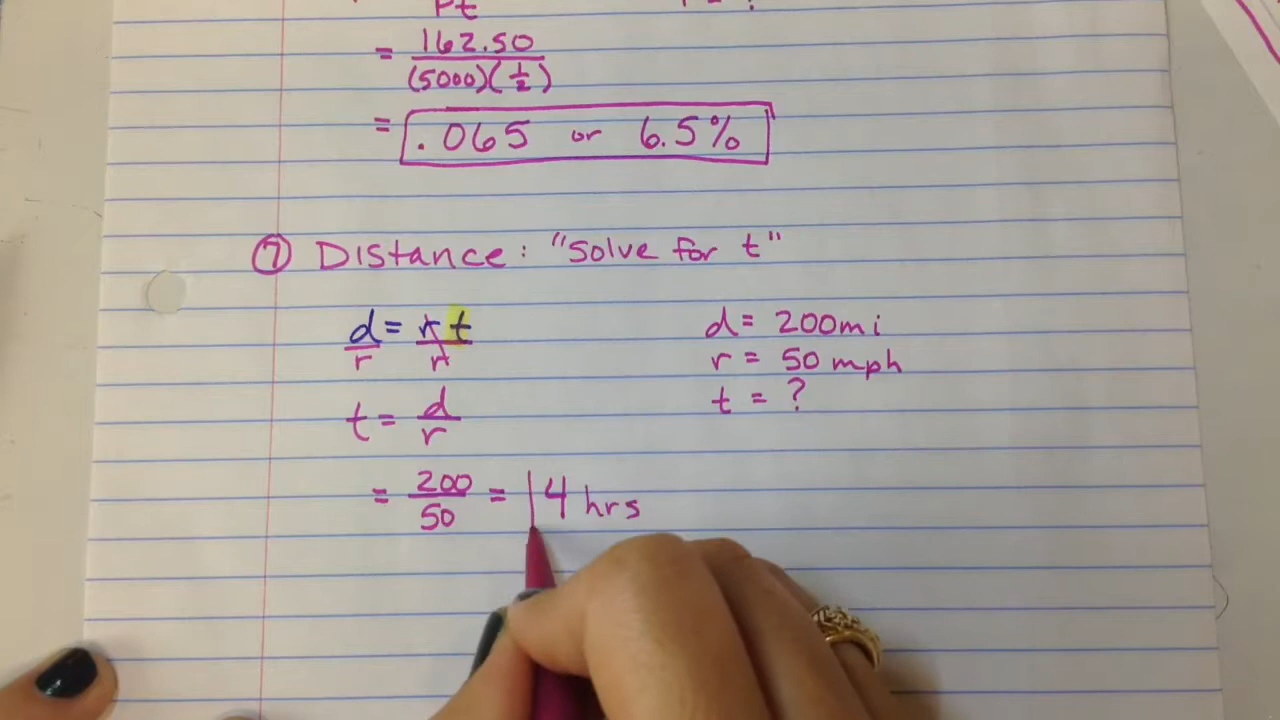 Pt
= 162.50
(5000)(1/2)
= .065 or 6.5%
⑦ Distance: "Solve for t"
d = r t
r r
t = d
r
= 200 = 4 hrs
50
d = 200mi
r = 50 mph
t = ?